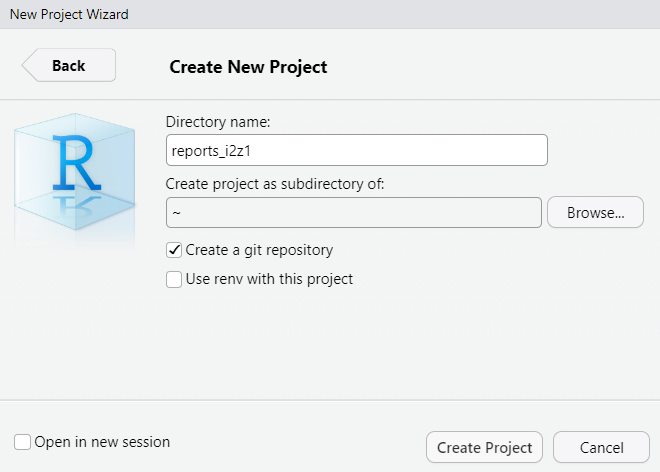 New Project Wizard
Back
Create New Project
R
Directory name:
reports_i2z1
Create project as subdirectory of:
~
Browse...
Create a git repository
Use renv with this project
Open in new session
Create Project
Cancel